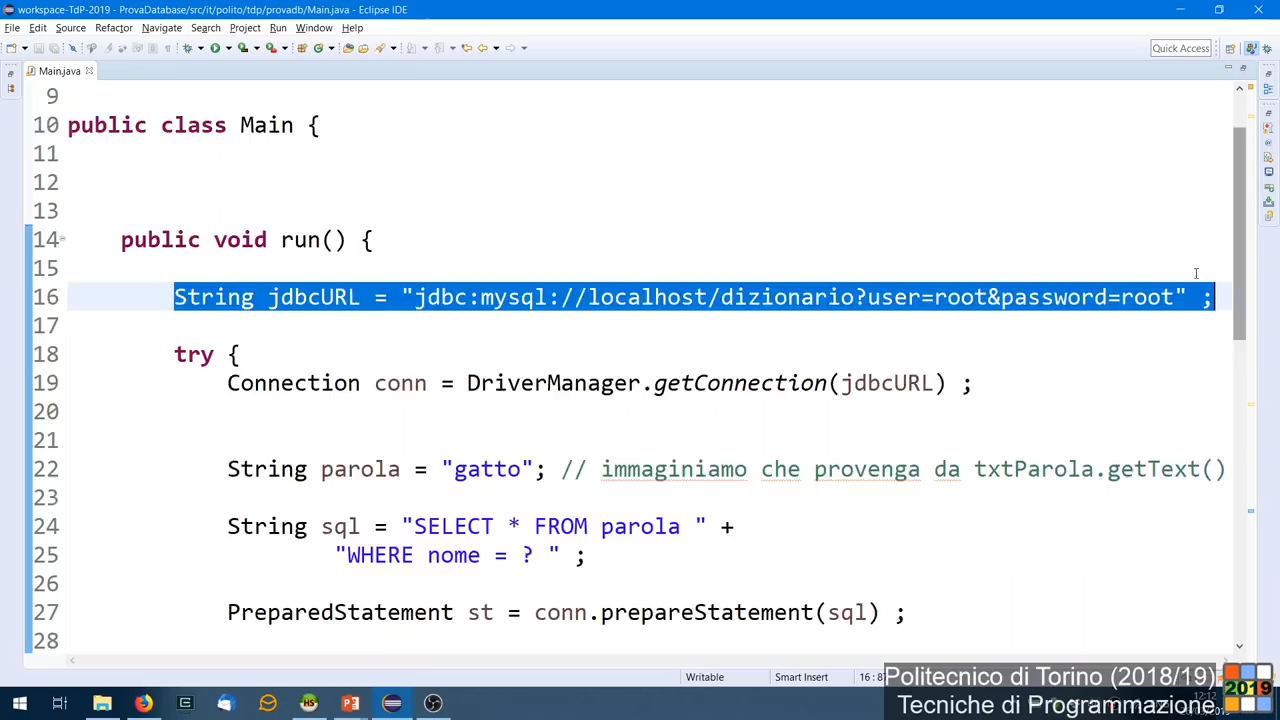 workspace-TdP-2019 - ProvaDatabase/src/it/polito/tdp/provadb/Main.java - Eclipse IDE
File Edit Source Refactor Navigate Search Project Run Window Help
Quick Access
Main.java
9
10 public class Main {
11
12
13
14 public void run() {
15
16 String jdbcURL = "jdbc:mysql://localhost/dizionario?user=root&password=root" ;
17
18 try {
19 Connection conn = DriverManager.getConnection(jdbcURL) ;
20
21
22 String parola = "gatto"; // immaginiamo che provenga da txtParola.getText()
23
24 String sql = "SELECT * FROM parola " +
25 "WHERE nome = ? " ;
26
27 PreparedStatement st = conn.prepareStatement(sql) ;
28
Writable Smart Insert 16 : 8
Politecnico di Torino (2018/19)
Tecniche di Programmazione
2019
12:12